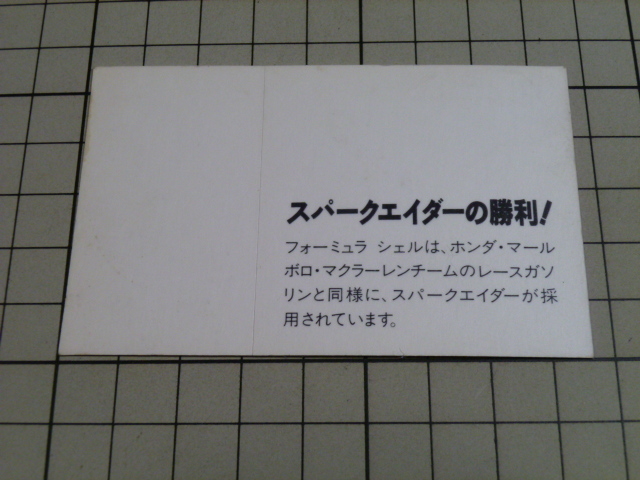 スパークエイダーの勝利!
フォーミュラ シェルは、ホンダ・マール
ボロ・マクラーレンチームのレースガソ
リンと同様に、スパークエイダーが採
用されています。